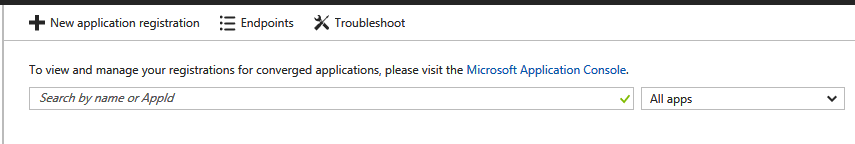 New application registration Endpoints Troubleshoot
To view and manage your registrations for converged applications, please visit the Microsoft Application Console.
Search by name or AppId All apps